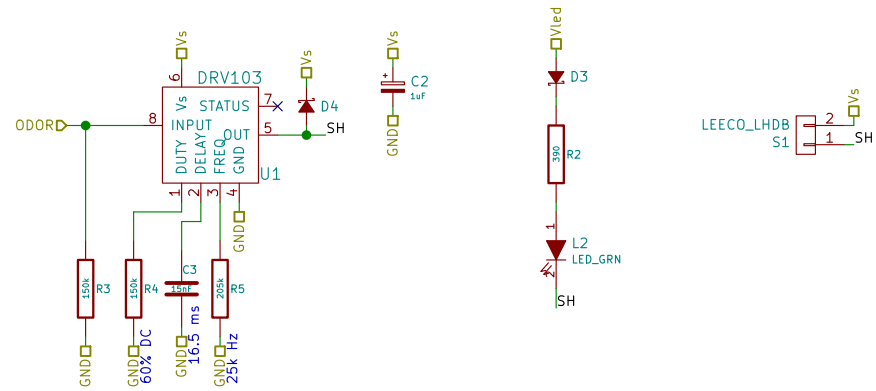 Vs
DRV103
6
Vs
STATUS
7
ODOR
8
INPUT
OUT
5
SH
D4
Vs
DUTY
DELAY
FREQ
GND
U1
1
2
3
4
GND
150k
R3
GND
150k
R4
GND
60% DC
C3
15nF
GND
16.5 ms
205k
R5
GND
25k Hz
Vs
+
C2
1uF
GND
Vled
D3
390
R2
1
L2
LED_GRN
2
SH
LEECO_LHDB
S1
2
1
Vs
SH